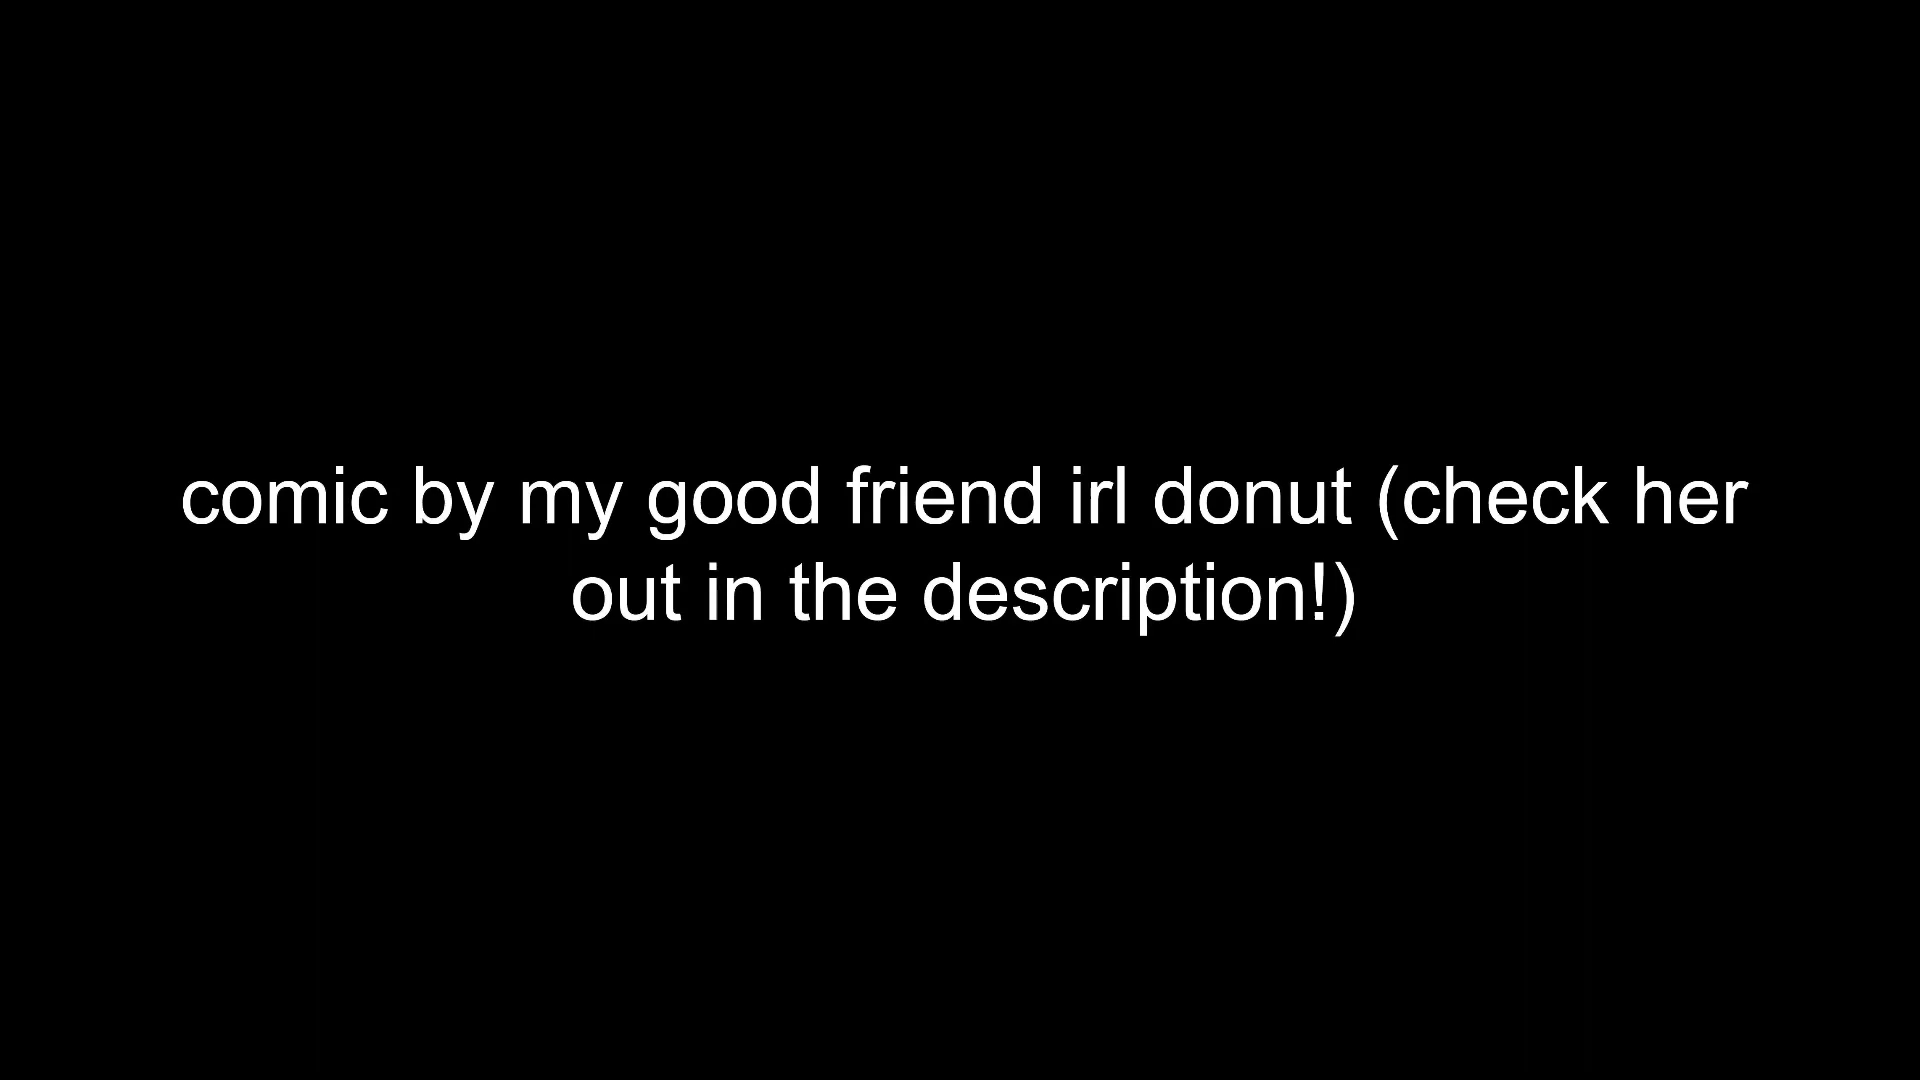 comic by my good friend irl donut (check her
out in the description!)